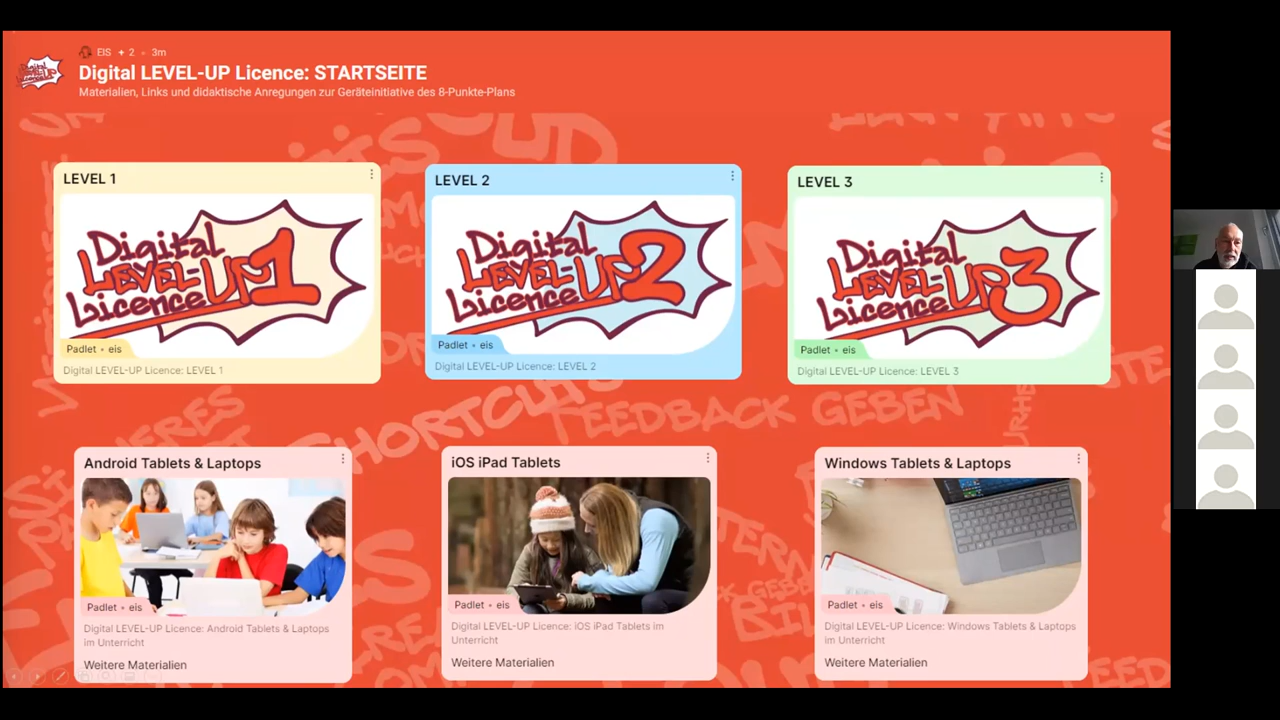 EIS + 2 • 3m
Digital LEVEL-UP Licence: STARTSEITE
Materialien, Links und didaktische Anregungen zur Geräteinitiative des 8-Punkte-Plans
LEVEL 1
Digital
LEVEL-UP 1
Licence
Padlet • eis
Digital LEVEL-UP Licence: LEVEL 1
LEVEL 2
Digital
LEVEL-UP 2
Licence
Padlet • eis
Digital LEVEL-UP Licence: LEVEL 2
LEVEL 3
Digital
LEVEL-UP 3
Licence
Padlet • eis
Digital LEVEL-UP Licence: LEVEL 3
SHORTCUTS
FEEDBACK GEBEN
Android Tablets & Laptops
Padlet • eis
Digital LEVEL-UP Licence: Android Tablets & Laptops
im Unterricht
Weitere Materialien
iOS iPad Tablets
Padlet • eis
Digital LEVEL-UP Licence: iOS iPad Tablets im
Unterricht
Weitere Materialien
Windows Tablets & Laptops
Padlet • eis
Digital LEVEL-UP Licence: Windows Tablets & Laptops
im Unterricht
Weitere Materialien